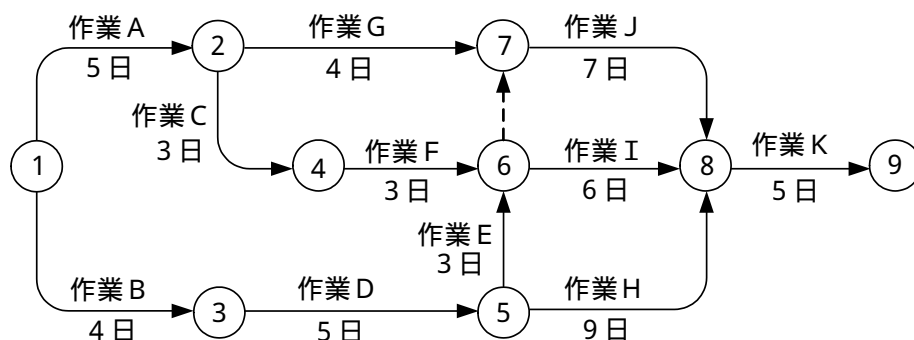 作業A
5日
2
作業G
4日
7
作業J
7日
作業C
3日
1
4
作業F
3日
6
作業I
6日
8
作業K
5日
9
作業E
3日
作業B
4日
3
作業D
5日
5
作業H
9日